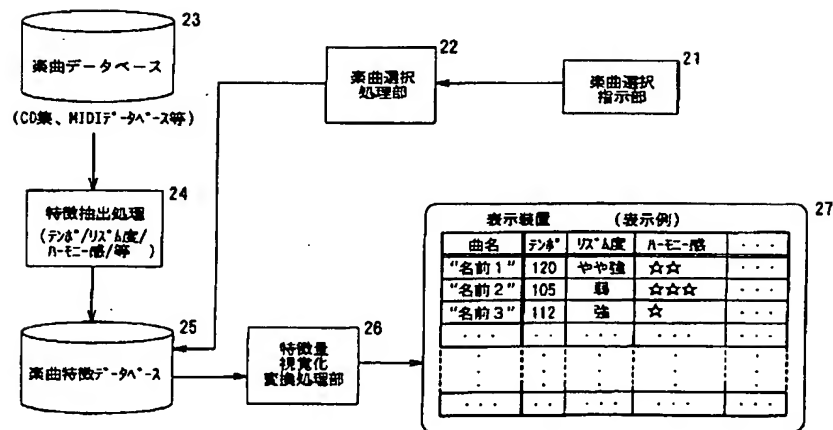 23
楽曲データベース
(CD集、MIDIデータベース等)
22
楽曲選択
処理部
21
楽曲選択
指示部
24
特徴抽出処理
(テンポ/リズム度/
ハーモニー感/等)
25
楽曲特徴データベース
26
特徴量
視覚化
変換処理部
27
表示装置 (表示例)
曲名 テンポ リズム度 ハーモニー感 ・・・
"名前1" 120 やや強 ☆☆
"名前2" 105 弱 ☆☆☆
"名前3" 112 強 ☆
・・・ ・・・ ・・・ ・・・ ・・・
・・・ ・・・ ・・・ ・・・ ・・・